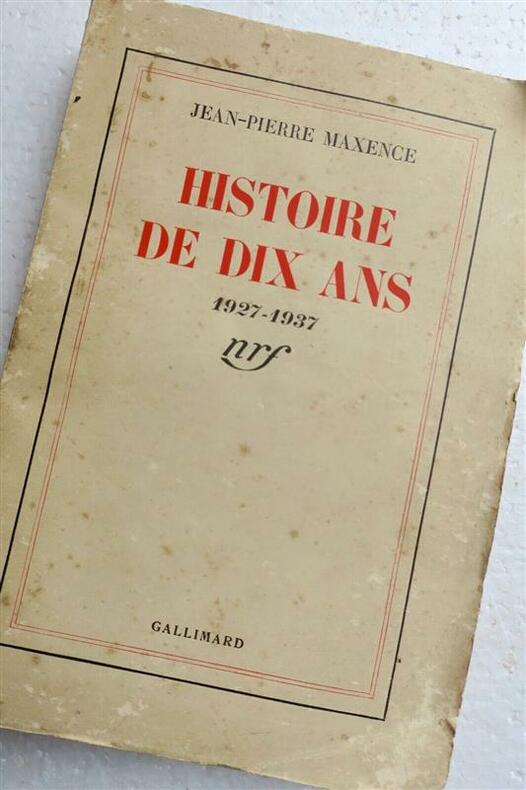 JEAN-PIERRE MAXENCE
HISTOIRE
DE DIX ANS
1927-1937
nrf
GALLIMARD